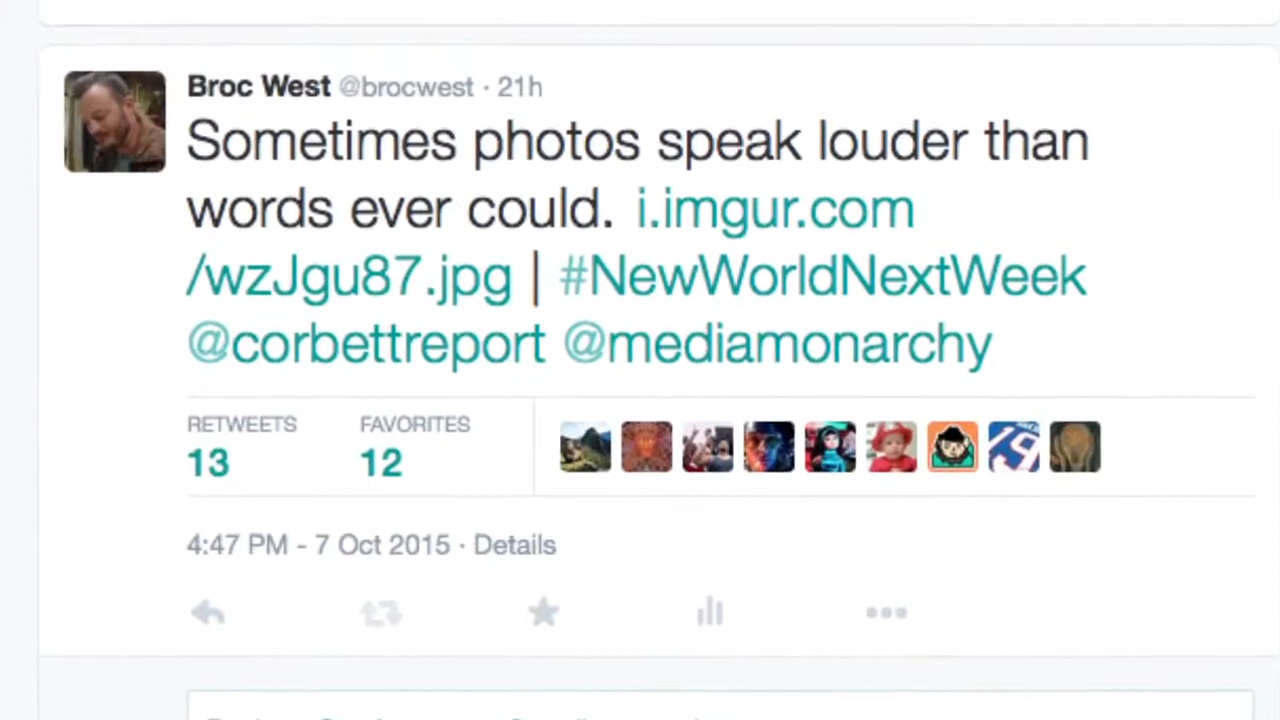 Broc West @brocwest · 21h
Sometimes photos speak louder than
words ever could. i.imgur.com
/wzJgu87.jpg | #NewWorldNextWeek
@corbettreport @mediamonarchy
RETWEETS FAVORITES
13 12
19
4:47 PM - 7 Oct 2015 · Details